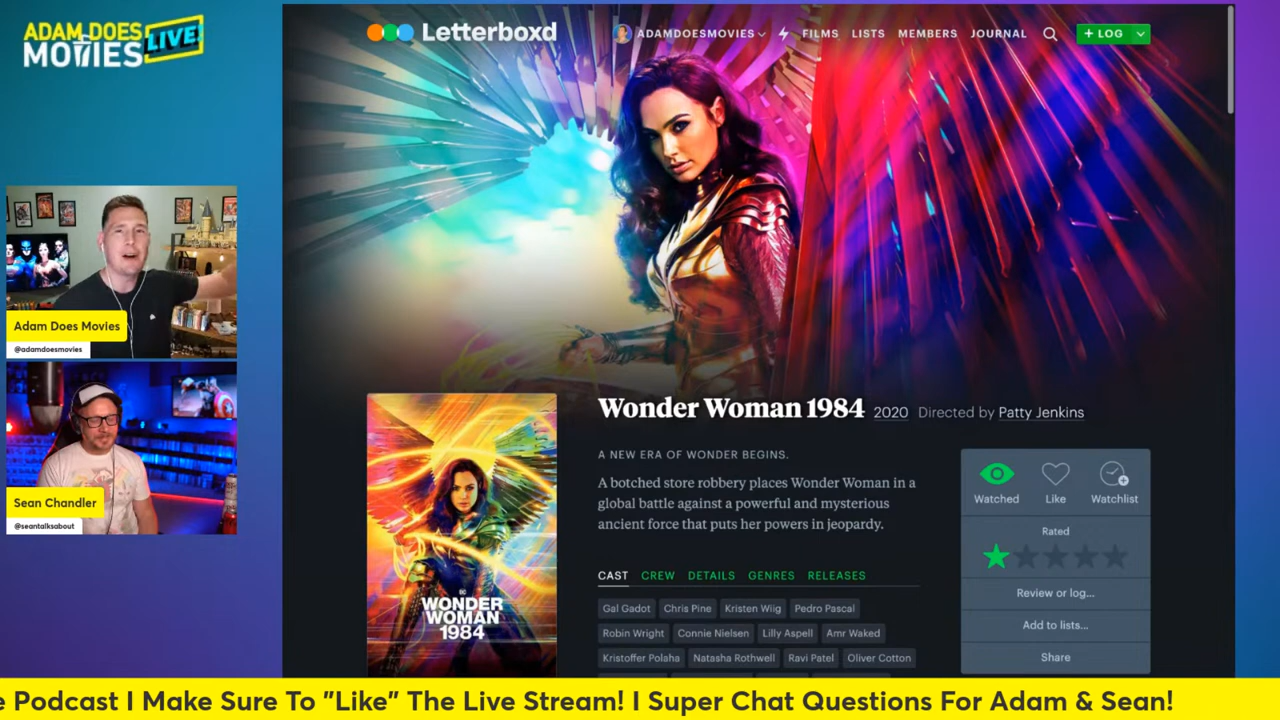 ADAM DOES
MOVIES LIVE!
Letterboxd
ADAMDOESMOVIES
FILMS
LISTS
MEMBERS
JOURNAL
+ LOG
Adam Does Movies
@adamdoesmovies
Sean Chandler
@seantalksabout
WONDER
WOMAN
1984
Wonder Woman 1984 2020 Directed by Patty Jenkins
A NEW ERA OF WONDER BEGINS.
A botched store robbery places Wonder Woman in a
global battle against a powerful and mysterious
ancient force that puts her powers in jeopardy.
CAST CREW DETAILS GENRES RELEASES
Gal Gadot Chris Pine Kristen Wiig Pedro Pascal
Robin Wright Connie Nielsen Lilly Aspell Amr Waked
Kristoffer Polaha Natasha Rothwell Ravi Patel Oliver Cotton
Watched Like Watchlist
Rated
Review or log...
Add to lists...
Share
e Podcast I Make Sure To "Like" The Live Stream! I Super Chat Questions For Adam & Sean!